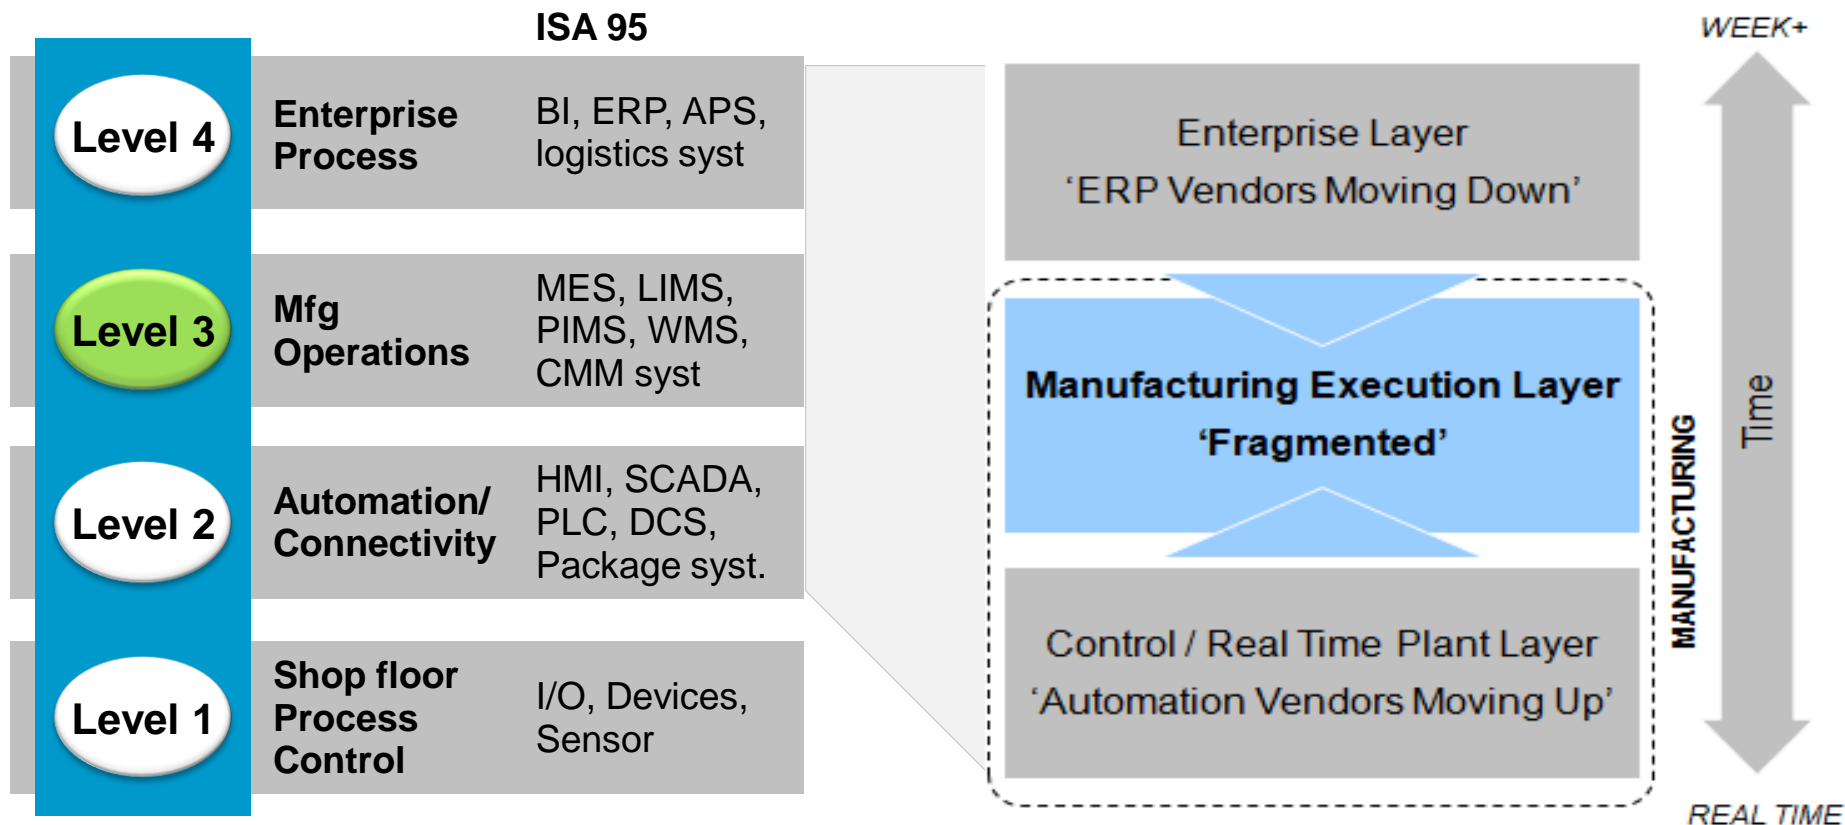 ISA 95
Level 4
Enterprise
Process
BI, ERP, APS,
logistics syst
Level 3
Mfg
Operations
MES, LIMS,
PIMS, WMS,
CMM syst
Level 2
Automation/
Connectivity
HMI, SCADA,
PLC, DCS,
Package syst.
Level 1
Shop floor
Process
Control
I/O, Devices,
Sensor
Enterprise Layer
‘ERP Vendors Moving Down’
Manufacturing Execution Layer
‘Fragmented’
Control / Real Time Plant Layer
‘Automation Vendors Moving Up’
MANUFACTURING
WEEK+
Time
REAL TIME